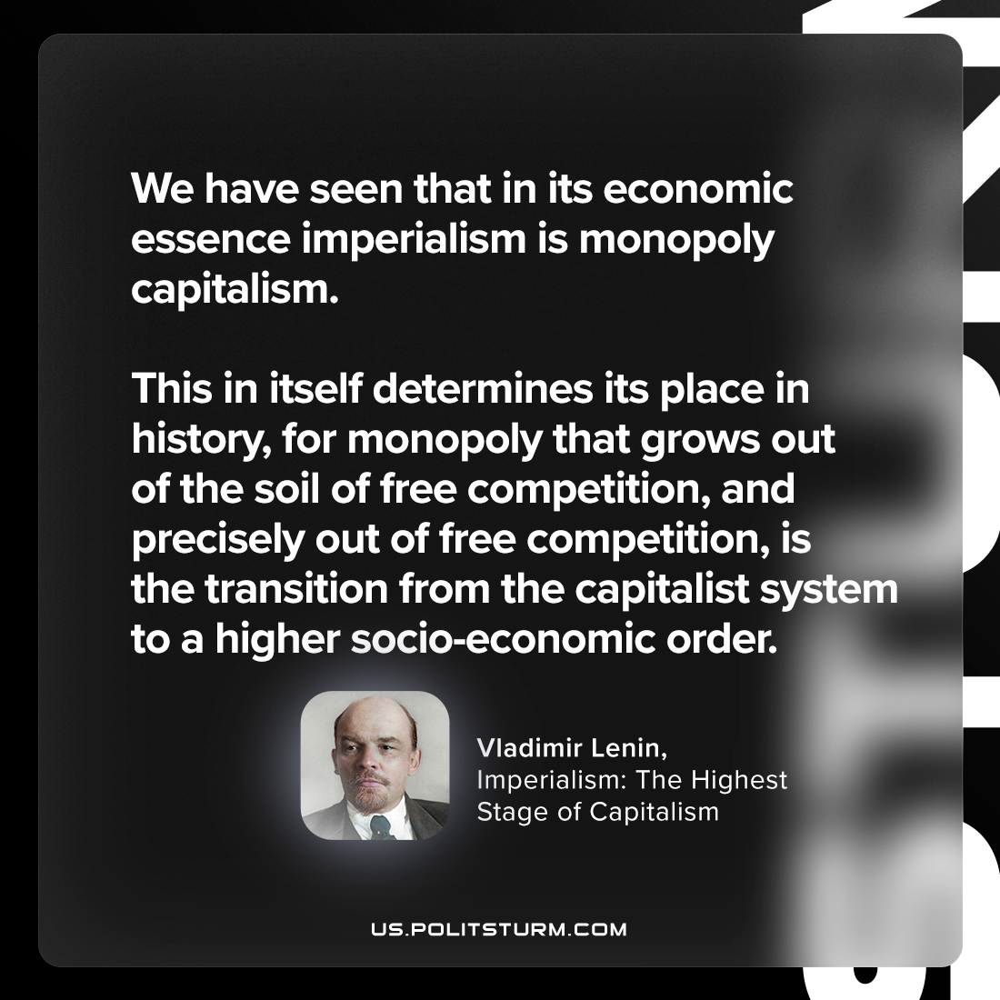 We have seen that in its economic
essence imperialism is monopoly
capitalism.
This in itself determines its place in
history, for monopoly that grows out
of the soil of free competition, and
precisely out of free competition, is
the transition from the capitalist system
to a higher socio-economic order.
Vladimir Lenin,
Imperialism: The Highest
Stage of Capitalism
US.POLITSTURM.COM